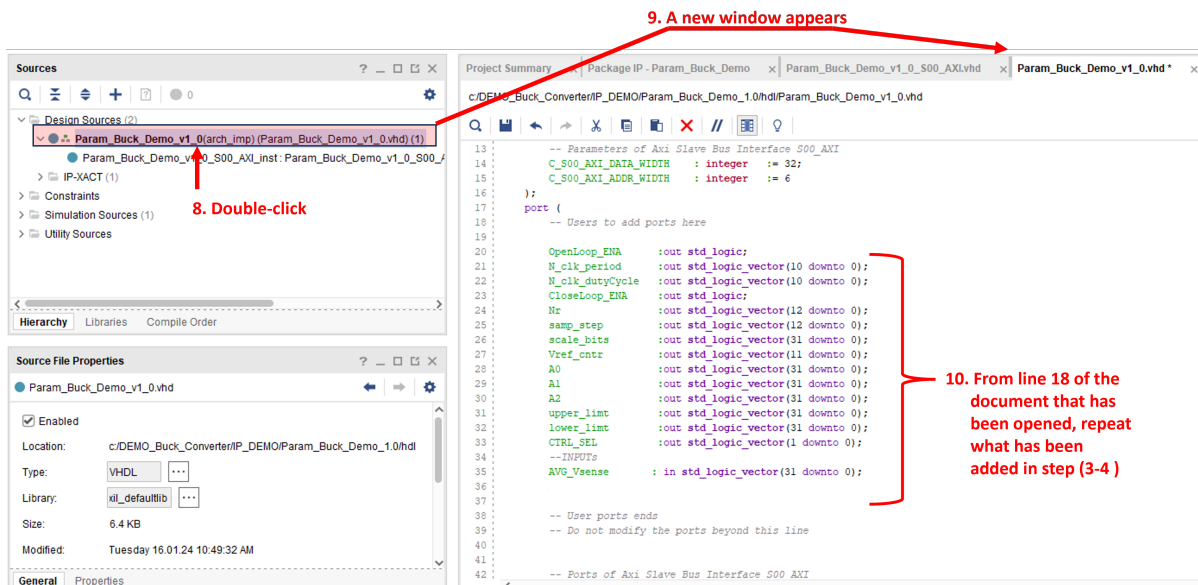 9. A new window appears
Sources
? _ □ X
0
Design Sources (2)
Param_Buck_Demo_v1_0(arch_imp) (Param_Buck_Demo_v1_0.vhd) (1)
Param_Buck_Demo_v1_0_S00_AXI_inst : Param_Buck_Demo_v1_0_S00_A
IP-XACT (1)
Constraints
Simulation Sources (1)
Utility Sources
8. Double-click
Hierarchy Libraries Compile Order
Source File Properties
? _ □ X
Param_Buck_Demo_v1_0.vhd
Enabled
Location: c:/DEMO_Buck_Converter/IP_DEMO/Param_Buck_Demo_1.0/hdl
Type: VHDL ...
Library: xil_defaultlib ...
Size: 6.4 KB
Modified: Tuesday 16.01.24 10:49:32 AM
General Properties
Project Summary x Package IP - Param_Buck_Demo x Param_Buck_Demo_v1_0_S00_AXI.vhd x Param_Buck_Demo_v1_0.vhd * x
c:/DEMO_Buck_Converter/IP_DEMO/Param_Buck_Demo_1.0/hdl/Param_Buck_Demo_v1_0.vhd
13 -- Parameters of Axi Slave Bus Interface S00_AXI
14 C_S00_AXI_DATA_WIDTH : integer := 32;
15 C_S00_AXI_ADDR_WIDTH : integer := 6
16 );
17 port (
18 -- Users to add ports here
19
20 OpenLoop_ENA :out std_logic;
21 N_clk_period :out std_logic_vector(10 downto 0);
22 N_clk_dutyCycle :out std_logic_vector(10 downto 0);
23 CloseLoop_ENA :out std_logic;
24 Nr :out std_logic_vector(12 downto 0);
25 samp_step :out std_logic_vector(12 downto 0);
26 scale_bits :out std_logic_vector(31 downto 0);
27 Vref_cntr :out std_logic_vector(11 downto 0);
28 A0 :out std_logic_vector(31 downto 0);
29 A1 :out std_logic_vector(31 downto 0);
30 A2 :out std_logic_vector(31 downto 0);
31 upper_limt :out std_logic_vector(31 downto 0);
32 lower_limt :out std_logic_vector(31 downto 0);
33 CTRL_SEL :out std_logic_vector(1 downto 0);
34 --INPUTs
35 AVG_Vsense : in std_logic_vector(31 downto 0);
36
37
38 -- User ports ends
39 -- Do not modify the ports beyond this line
40
41
42 -- Ports of Axi Slave Bus Interface S00 AXI
10. From line 18 of the
document that has
been opened, repeat
what has been
added in step (3-4 )